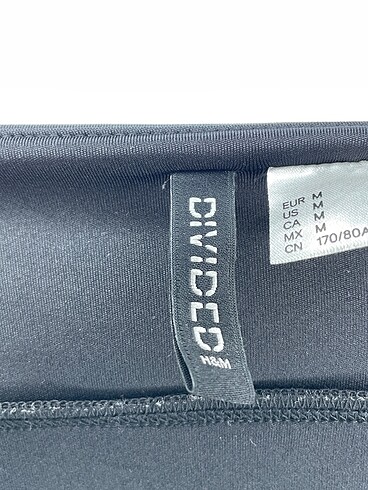 DIVIDED
H&M
EUR M
US M
CA M
MX M
CN 170/80A